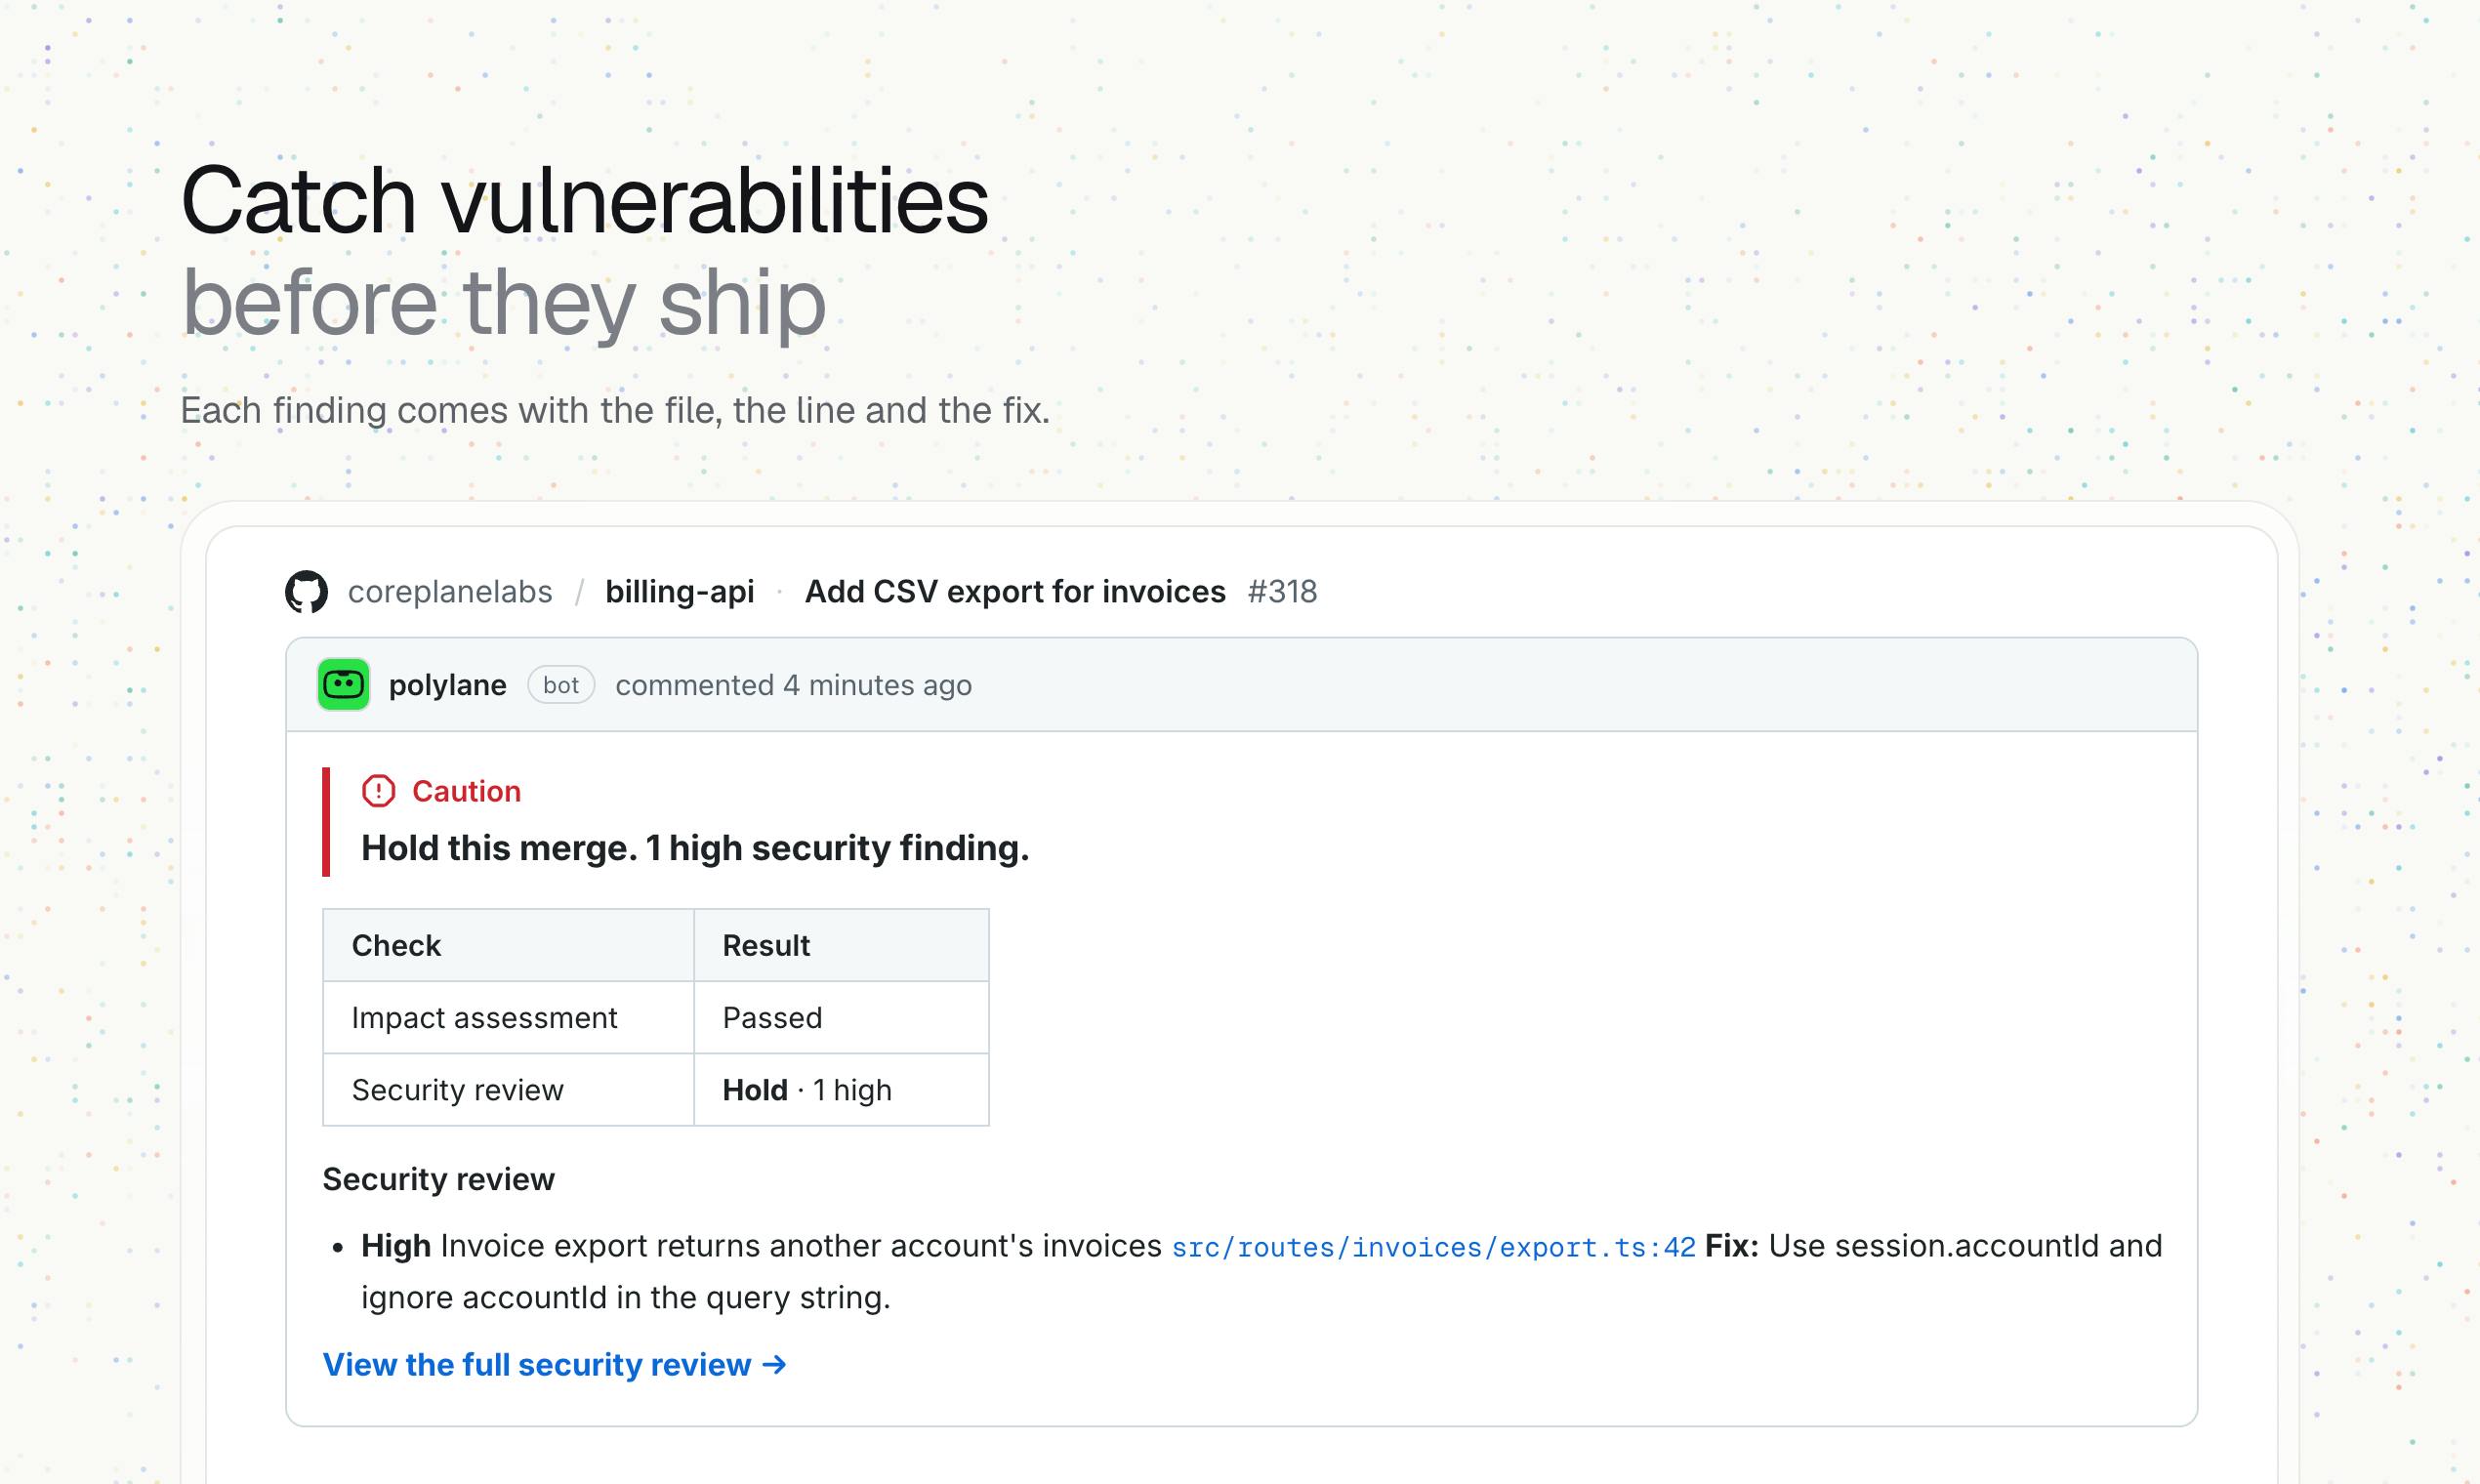 Catch vulnerabilities
before they ship
Each finding comes with the file, the line and the fix.
coreplanelabs / billing-api · Add CSV export for invoices #318
polylane bot commented 4 minutes ago
Caution
Hold this merge. 1 high security finding.
Check Result
Impact assessment Passed
Security review Hold · 1 high
Security review
• High Invoice export returns another account's invoices src/routes/invoices/export.ts:42 Fix: Use session.accountId and
ignore accountId in the query string.
View the full security review →